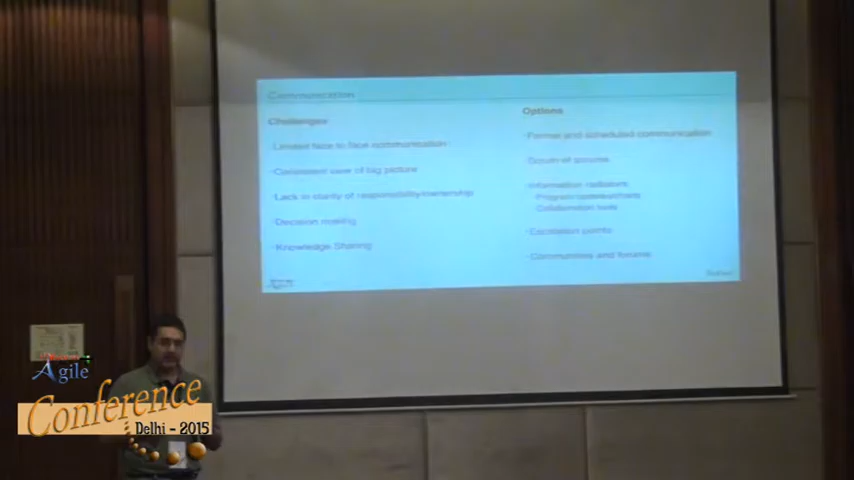 Communication
Challenges
Limited face to face communication
Consistent view of big picture
Lack in clarity of responsibility/ownership
Decision making
Knowledge Sharing
Options
Formal and scheduled communication
Scrum of scrums
Information radiators
Collaboration tools
Escalation points
Communities and forums
Agile
Conference
Delhi - 2015